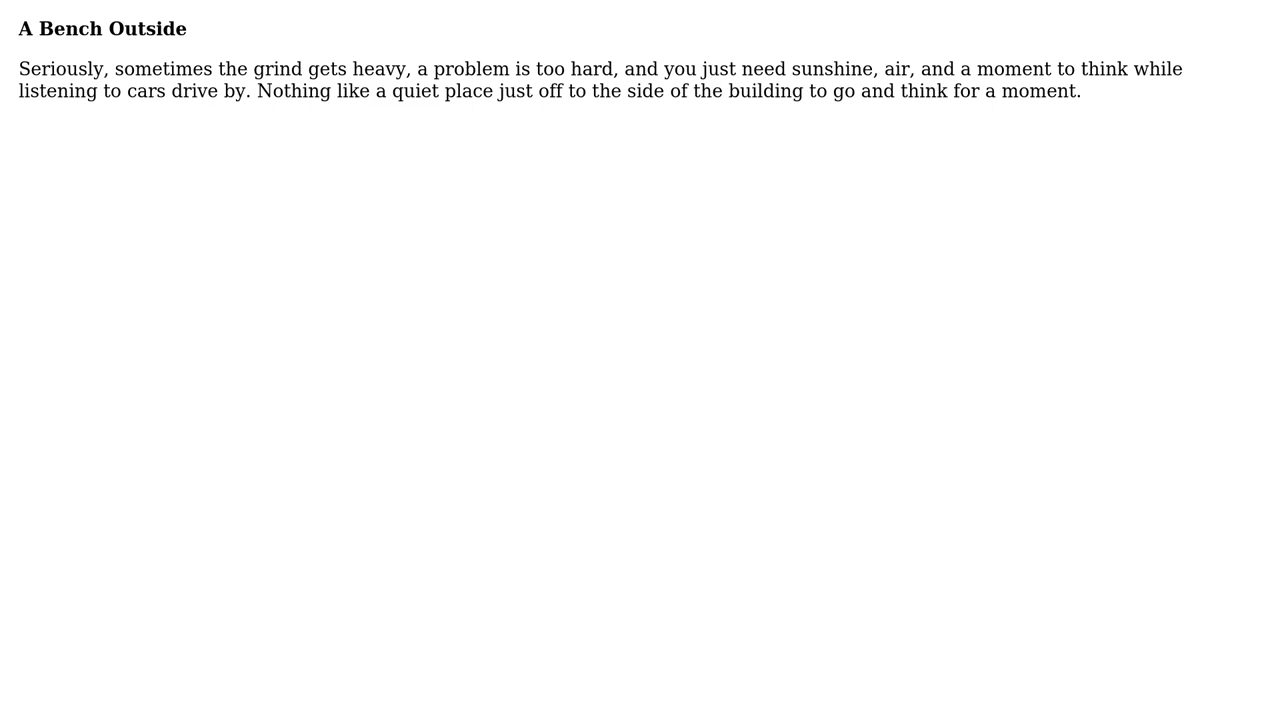 A Bench Outside
Seriously, sometimes the grind gets heavy, a problem is too hard, and you just need sunshine, air, and a moment to think while
listening to cars drive by. Nothing like a quiet place just off to the side of the building to go and think for a moment.